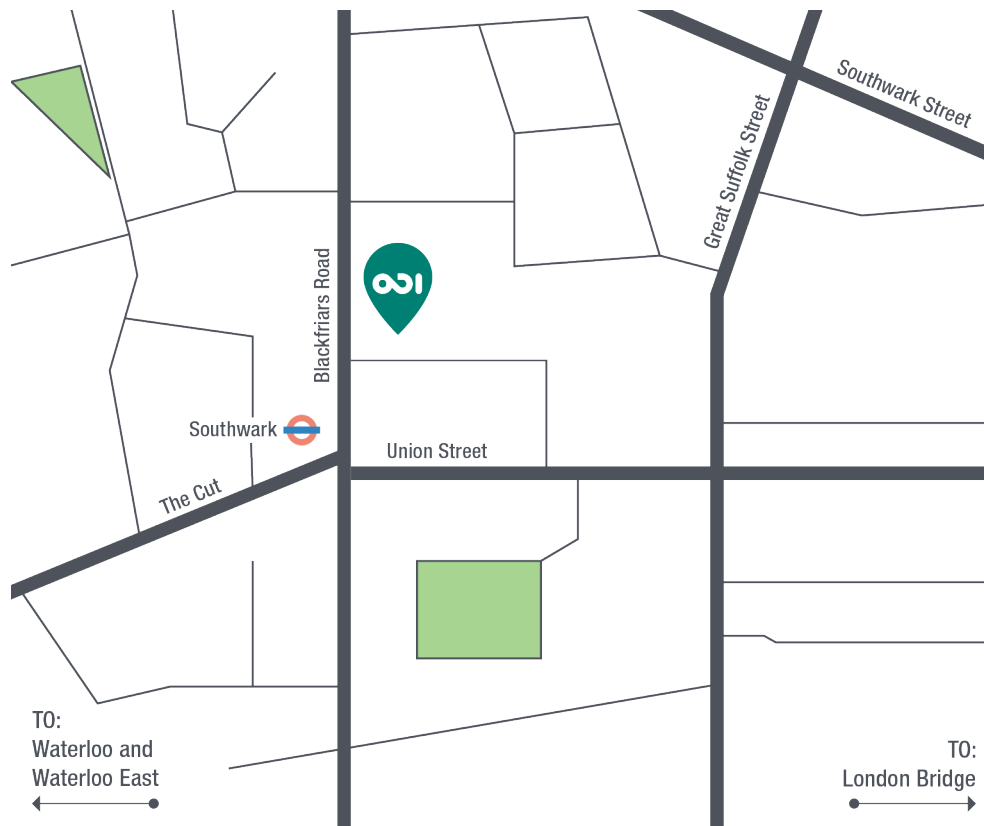 Southwark Street
Great Suffolk Street
Blackfriars Road
ODI
Southwark
Union Street
The Cut
TO:
Waterloo and
Waterloo East
TO:
London Bridge